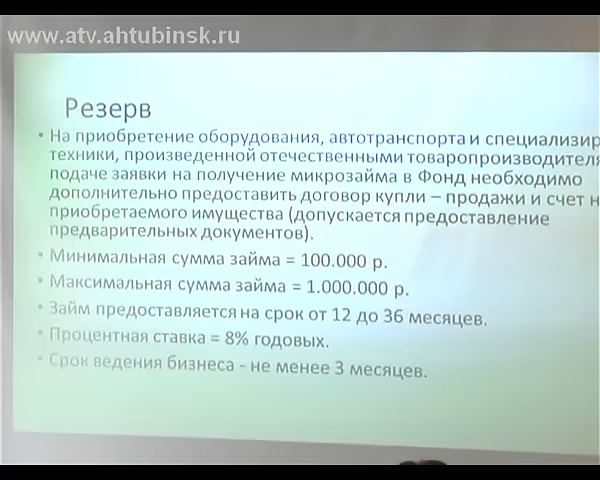 www.atv.ahtubinsk.ru
Резерв
• На приобретение оборудования, автотранспорта и специализир
техники, произведенной отечественными товаропроизводителя
подаче заявки на получение микрозайма в Фонд необходимо
дополнительно предоставить договор купли – продажи и счет н
приобретаемого имущества (допускается предоставление
предварительных документов).
• Минимальная сумма займа = 100.000 р.
• Максимальная сумма займа = 1.000.000 р.
• Займ предоставляется на срок от 12 до 36 месяцев.
• Процентная ставка = 8% годовых.
• Срок ведения бизнеса - не менее 3 месяцев.